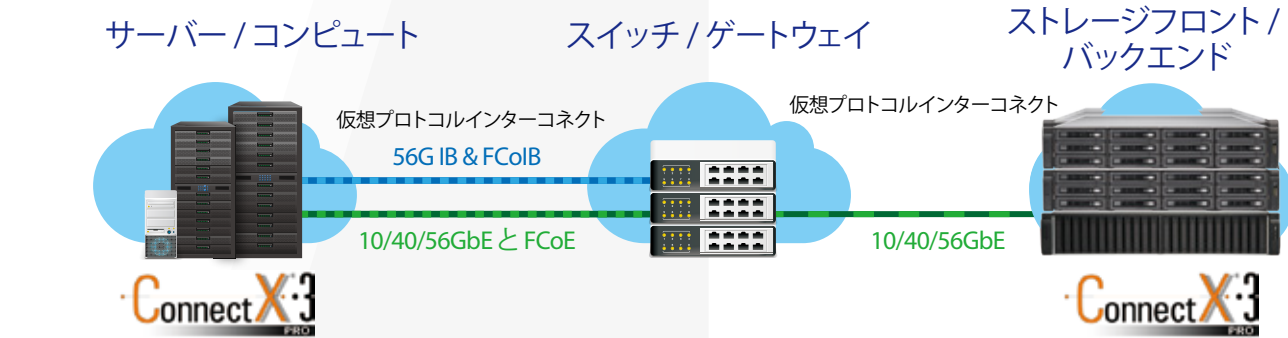 サーバー / コンピュート
スイッチ / ゲートウェイ
ストレージフロント /
バックエンド
仮想プロトコルインターコネクト
56G IB & FCoIB
10/40/56GbE と FCoE
仮想プロトコルインターコネクト
10/40/56GbE
ConnectX·3
PRO
ConnectX·3
PRO